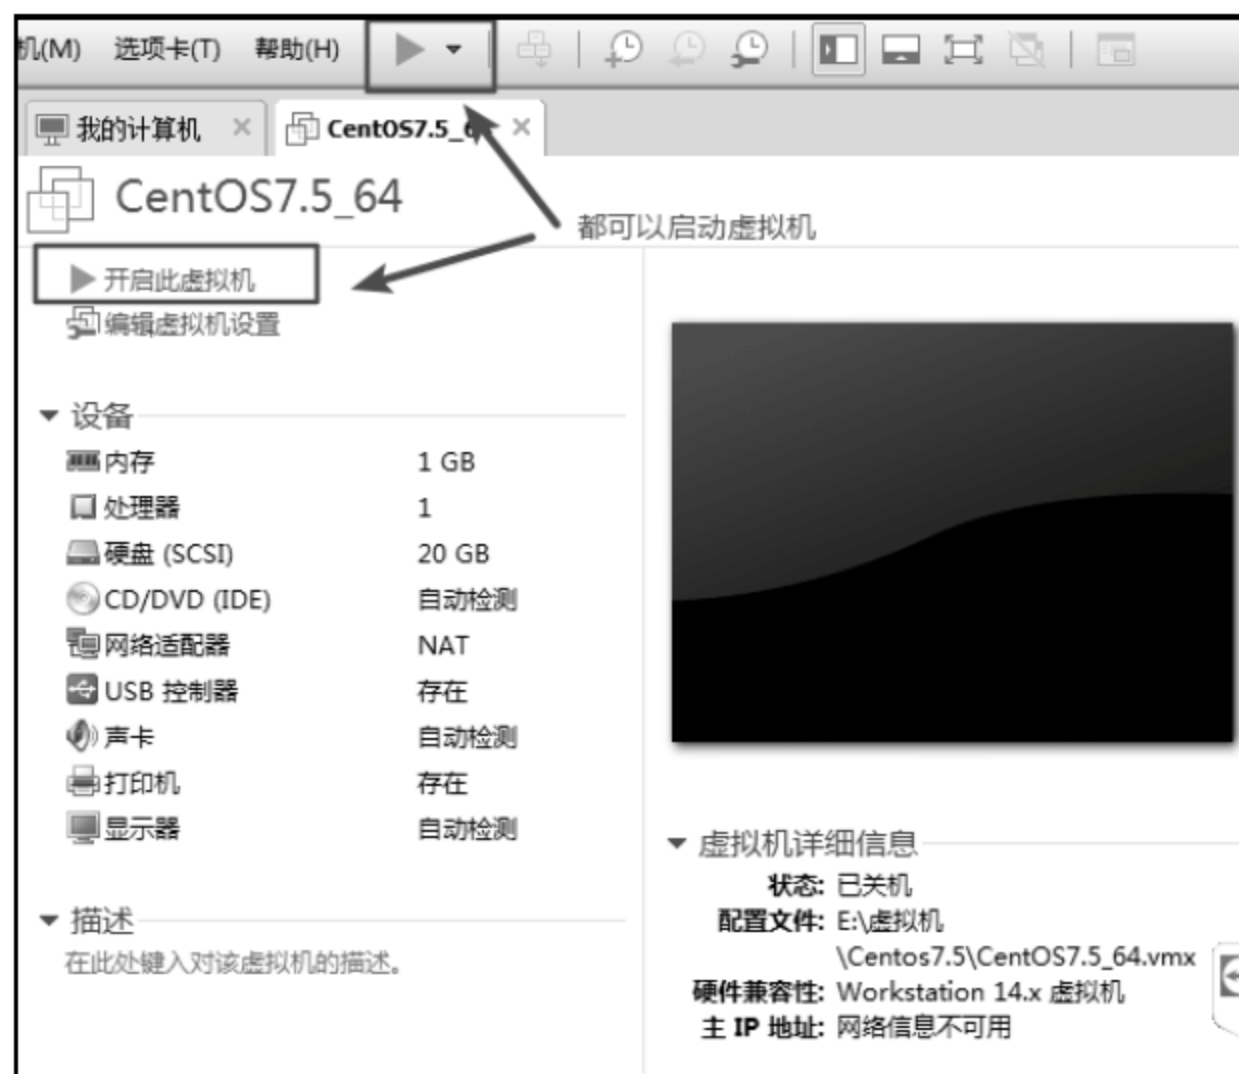 机(M) 选项卡(T) 帮助(H)
我的计算机 × CentOS7.5_6 ×
CentOS7.5_64
都可以启动虚拟机
开启此虚拟机
编辑虚拟机设置
设备
内存 1 GB
处理器 1
硬盘 (SCSI) 20 GB
CD/DVD (IDE) 自动检测
网络适配器 NAT
USB 控制器 存在
声卡 自动检测
打印机 存在
显示器 自动检测
描述
在此处键入对该虚拟机的描述。
虚拟机详细信息
状态: 已关机
配置文件: E:\虚拟机
\Centos7.5\CentOS7.5_64.vmx
硬件兼容性: Workstation 14.x 虚拟机
主 IP 地址: 网络信息不可用